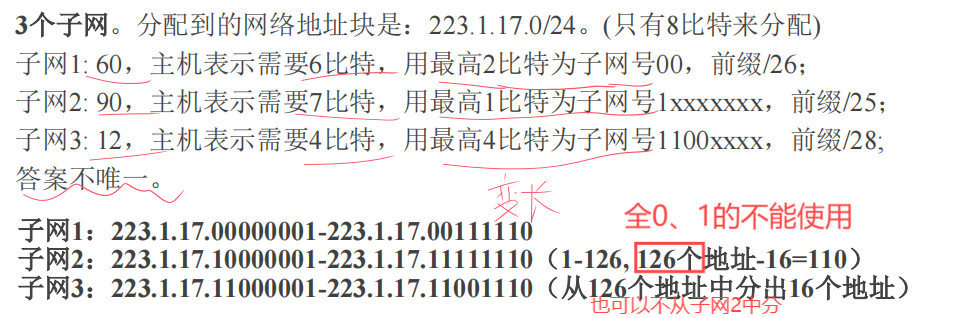 3个子网。分配到的网络地址块是：223.1.17.0/24。(只有8比特来分配)
子网1: 60，主机表示需要6比特，用最高2比特为子网号00，前缀/26；
子网2: 90，主机表示需要7比特，用最高1比特为子网号1xxxxxxx，前缀/25；
子网3: 12，主机表示需要4比特，用最高4比特为子网号1100xxxx，前缀/28;
答案不唯一。
变长
全0、1的不能使用
子网1：223.1.17.00000001-223.1.17.00111110
子网2：223.1.17.10000001-223.1.17.11111110（1-126, 126个地址-16=110）
子网3：223.1.17.11000001-223.1.17.11001110（从126个地址中分出16个地址）
也可以不从子网2中分